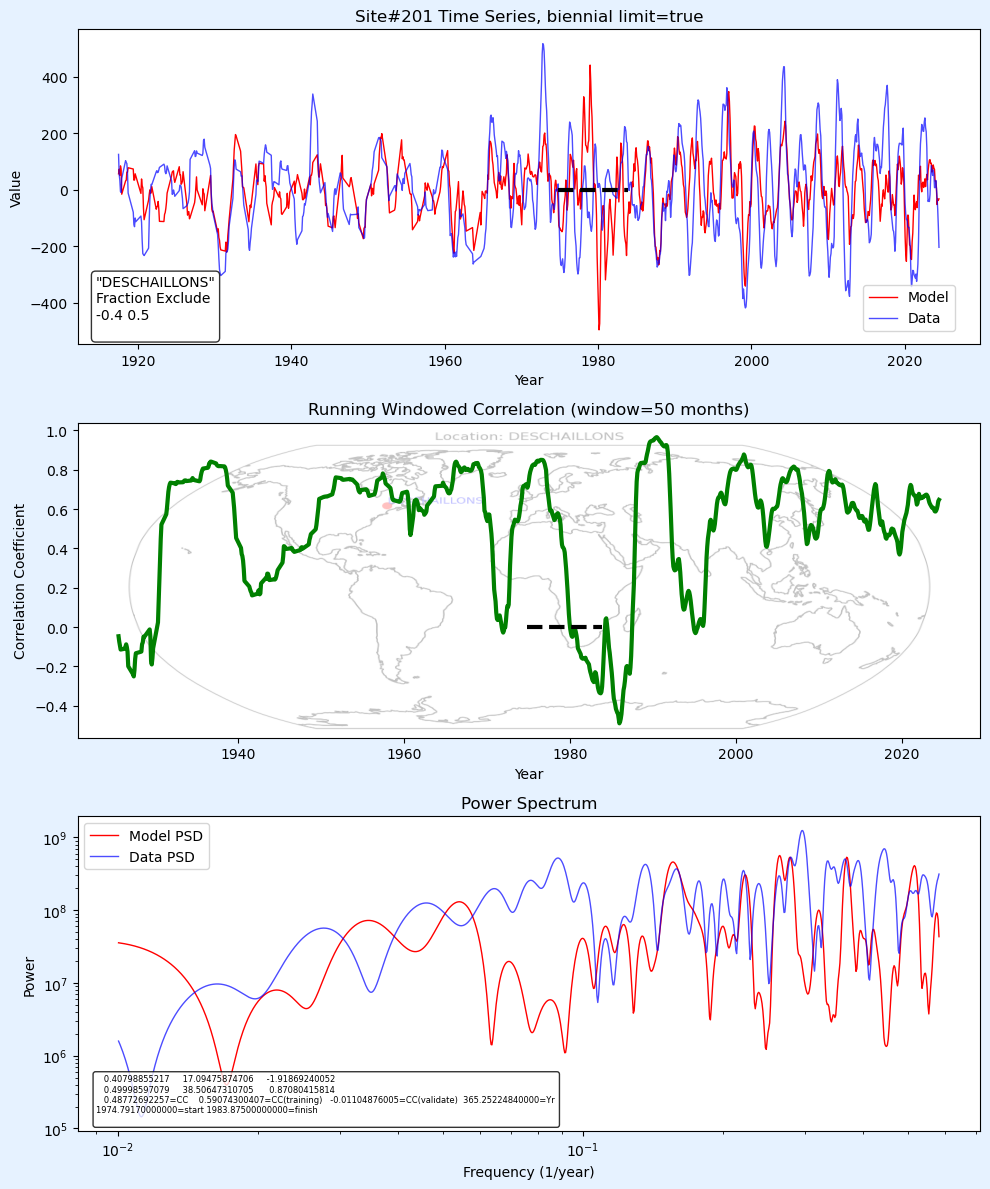 Site#201 Time Series, biennial limit=true
Value
400
200
0
−200
−400
"DESCHAILLONS"
Fraction Exclude
-0.4 0.5
Model
Data
1920 1940 1960 1980 2000 2020
Year
Running Windowed Correlation (window=50 months)
Location: DESCHAILLONS
Correlation Coefficient
1.0
0.8
0.6
0.4
0.2
0.0
−0.2
−0.4
1940 1960 1980 2000 2020
Year
Power Spectrum
Model PSD
Data PSD
Power
10⁹
10⁸
10⁷
10⁶
10⁵
0.40798855217 17.09475874706 -1.91869240052
0.49998597079 38.50647310705 0.87080415814
0.48772692257=CC 0.59074300407=CC(training) -0.01104876005=CC(validate) 365.25224840000=Yr
1974.79170000000=start 1983.87500000000=finish
10⁻² 10⁻¹
Frequency (1/year)